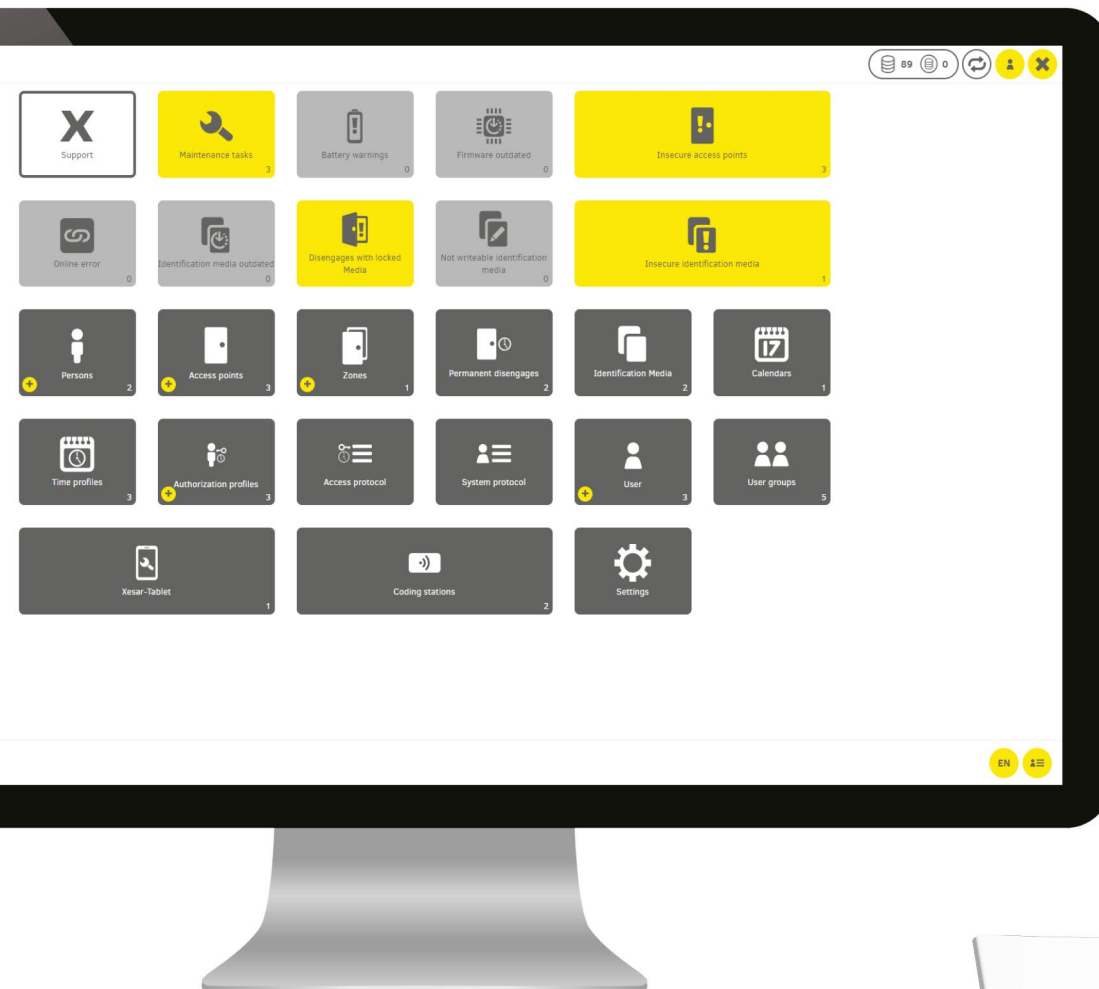 89 0
X
Support
Maintenance tasks
3
Battery warnings
0
Firmware outdated
0
Insecure access points
3
Online error
0
Identification media outdated
0
Disengages with locked
Media
Not writeable identification
media
0
Insecure identification media
1
Persons
2
Access points
3
Zones
1
Permanent disengages
2
Identification Media
2
17
Calendars
1
Time profiles
3
Authorization profiles
3
Access protocol
System protocol
User
3
User groups
5
Xesar-Tablet
1
Coding stations
2
Settings
EN